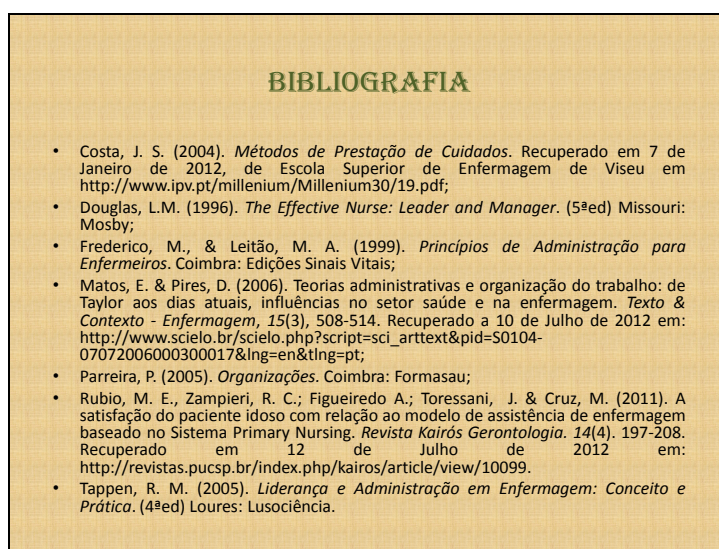 BIBLIOGRAFIA
• Costa, J. S. (2004). Métodos de Prestação de Cuidados. Recuperado em 7 de
Janeiro de 2012, de Escola Superior de Enfermagem de Viseu em
http://www.ipv.pt/millenium/Millenium30/19.pdf;
• Douglas, L.M. (1996). The Effective Nurse: Leader and Manager. (5ªed) Missouri:
Mosby;
• Frederico, M., & Leitão, M. A. (1999). Princípios de Administração para
Enfermeiros. Coimbra: Edições Sinais Vitais;
• Matos, E. & Pires, D. (2006). Teorias administrativas e organização do trabalho: de
Taylor aos dias atuais, influências no setor saúde e na enfermagem. Texto &
Contexto - Enfermagem, 15(3), 508-514. Recuperado a 10 de Julho de 2012 em:
http://www.scielo.br/scielo.php?script=sci_arttext&pid=S0104-
07072006000300017&lng=en&tlng=pt;
• Parreira, P. (2005). Organizações. Coimbra: Formasau;
• Rubio, M. E., Zampieri, R. C.; Figueiredo A.; Toressani, J. & Cruz, M. (2011). A
satisfação do paciente idoso com relação ao modelo de assistência de enfermagem
baseado no Sistema Primary Nursing. Revista Kairós Gerontologia. 14(4). 197-208.
Recuperado em 12 de Julho de 2012 em:
http://revistas.pucsp.br/index.php/kairos/article/view/10099.
• Tappen, R. M. (2005). Liderança e Administração em Enfermagem: Conceito e
Prática. (4ªed) Loures: Lusociência.